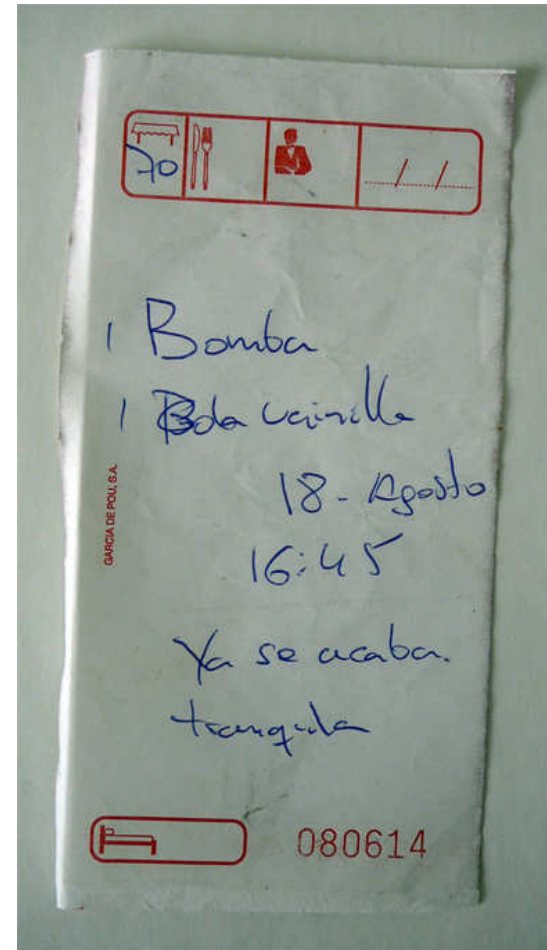 70
1 Bomba
1 Bola vainilla
GARCIA DE POU, S.A.
18 - Agosto
16:45
Ya se acaba.
tranquila
080614